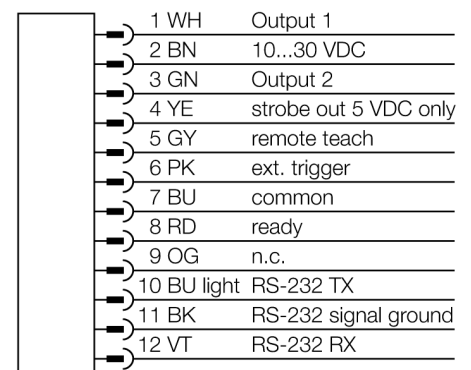 1 WH Output 1
2 BN 10...30 VDC
3 GN Output 2
4 YE strobe out 5 VDC only
5 GY remote teach
6 PK ext. trigger
7 BU common
8 RD ready
9 OG n.c.
10 BU light RS-232 TX
11 BK RS-232 signal ground
12 VT RS-232 RX